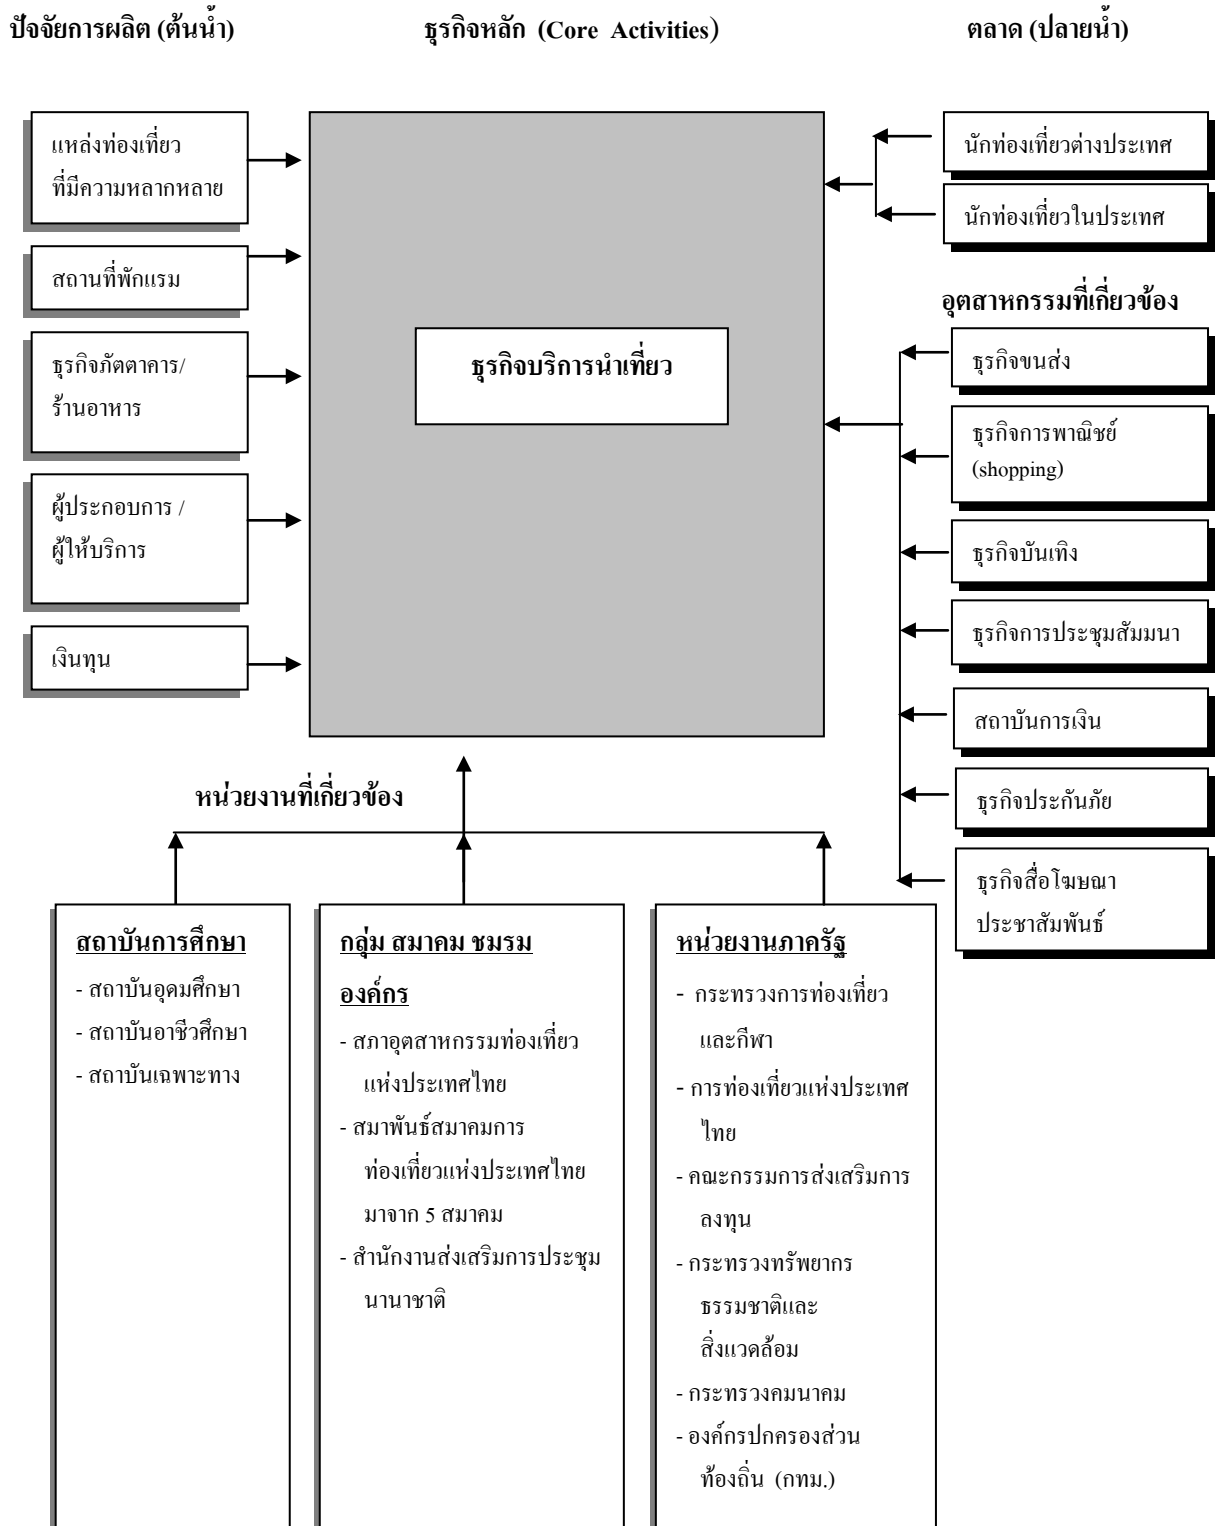 ปัจจัยการผลิต (ต้นน้ำ)
ธุรกิจหลัก (Core Activities)
ตลาด (ปลายน้ำ)
แหล่งท่องเที่ยว
ที่มีความหลากหลาย
สถานที่พักแรม
ธุรกิจภัตตาคาร/
ร้านอาหาร
ผู้ประกอบการ /
ผู้ให้บริการ
เงินทุน
ธุรกิจบริการนำเที่ยว
นักท่องเที่ยวต่างประเทศ
นักท่องเที่ยวในประเทศ
อุตสาหกรรมที่เกี่ยวข้อง
ธุรกิจขนส่ง
ธุรกิจการพาณิชย์
(shopping)
ธุรกิจบันเทิง
ธุรกิจการประชุมสัมมนา
สถาบันการเงิน
ธุรกิจประกันภัย
ธุรกิจสื่อโฆษณา
ประชาสัมพันธ์
หน่วยงานที่เกี่ยวข้อง
สถาบันการศึกษา
- สถาบันอุดมศึกษา
- สถาบันอาชีวศึกษา
- สถาบันเฉพาะทาง
กลุ่ม สมาคม ชมรม
องค์กร
- สภาอุตสาหกรรมท่องเที่ยว
แห่งประเทศไทย
- สมาพันธ์สมาคมการ
ท่องเที่ยวแห่งประเทศไทย
มาจาก 5 สมาคม
- สำนักงานส่งเสริมการประชุม
นานาชาติ
หน่วยงานภาครัฐ
- กระทรวงการท่องเที่ยว
และกีฬา
- การท่องเที่ยวแห่งประเทศ
ไทย
- คณะกรรมการส่งเสริมการ
ลงทุน
- กระทรวงทรัพยากร
ธรรมชาติและ
สิ่งแวดล้อม
- กระทรวงคมนาคม
- องค์กรปกครองส่วน
ท้องถิ่น (กทม.)